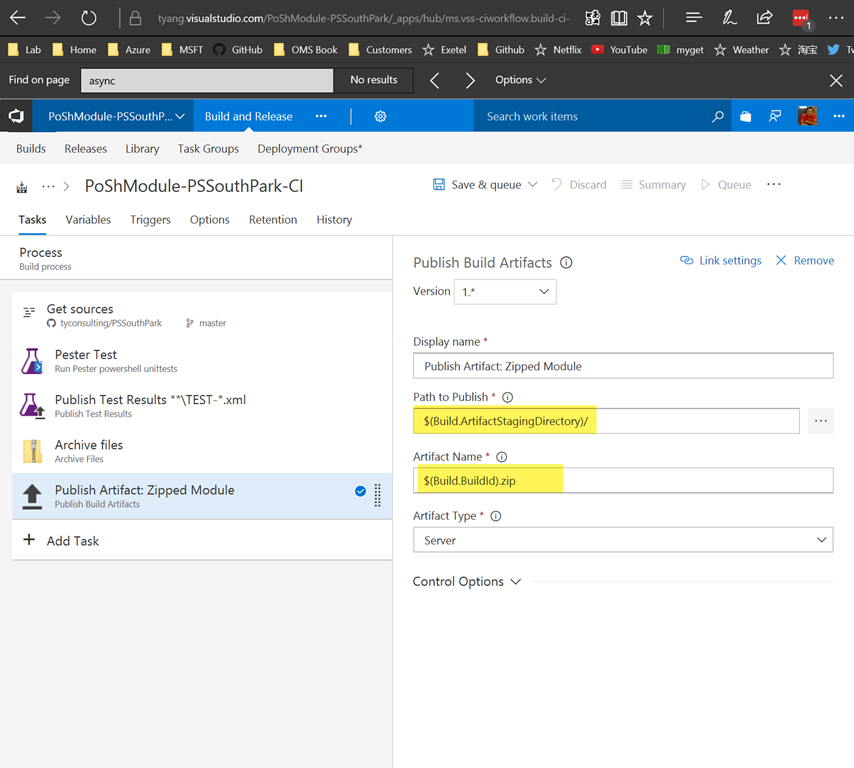 tyang.visualstudio.com/PoShModule-PSSouthPark/_apps/hub/ms.vss-ciworkflow.build-ci-
1
Lab Home Azure MSFT GitHub OMS Book Customers Exetel Github Netflix YouTube myget Weather 淘宝 Tw
Find on page async No results Options
PoShModule-PSSouthP... Build and Release ... Search work items
Builds Releases Library Task Groups Deployment Groups*
... PoShModule-PSSouthPark-CI Save & queue Discard Summary Queue ...
Tasks Variables Triggers Options Retention History
Process
Build process
Get sources
tyconsulting/PSSouthPark master
Pester Test
Run Pester powershell unittests
Publish Test Results **\TEST-*.xml
Publish Test Results
Archive files
Archive Files
Publish Artifact: Zipped Module
Publish Build Artifacts
+ Add Task
Publish Build Artifacts Link settings Remove
Version 1.*
Display name *
Publish Artifact: Zipped Module
Path to Publish *
$(Build.ArtifactStagingDirectory)/ ...
Artifact Name *
$(Build.BuildId).zip
Artifact Type *
Server
Control Options